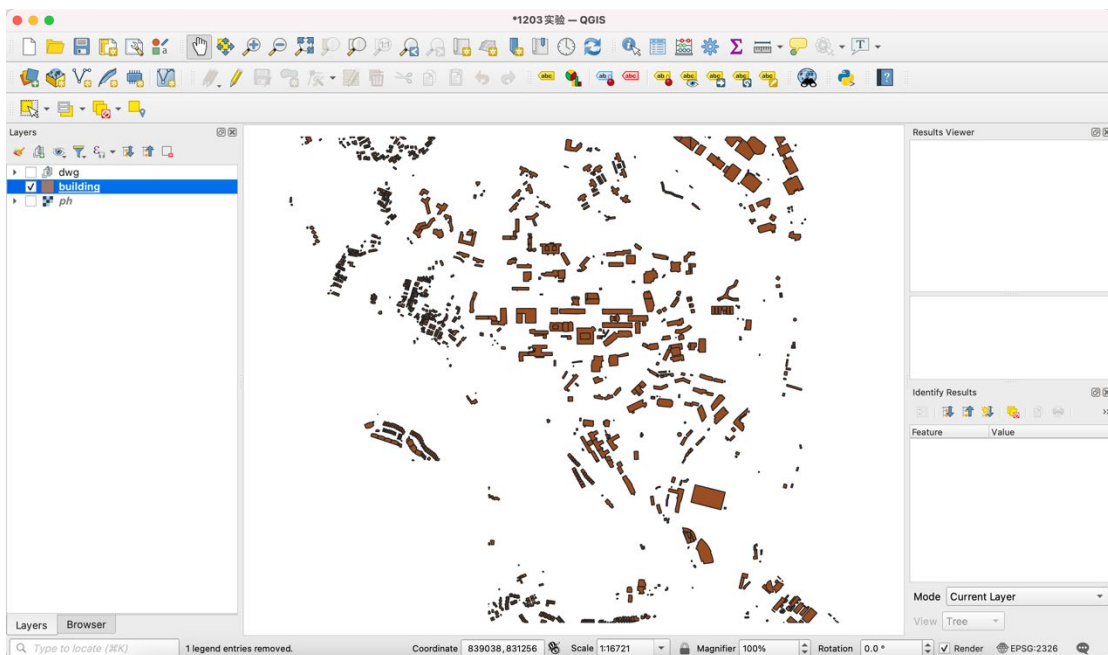 *1203实验 — QGIS
Layers
dwg
building
ph
Results Viewer
Identify Results
Feature Value
Mode Current Layer
View Tree
Layers Browser
Type to locate (⌘K) 1 legend entries removed. Coordinate 839038,831256 Scale 1:16721 Magnifier 100% Rotation 0.0 ° Render EPSG:2326